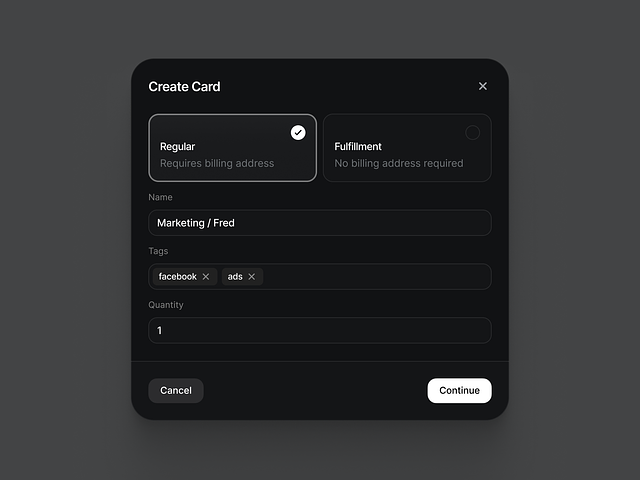 Create Card
Regular
Requires billing address
Fulfillment
No billing address required
Name
Marketing / Fred
Tags
facebook
ads
Quantity
1
Cancel
Continue